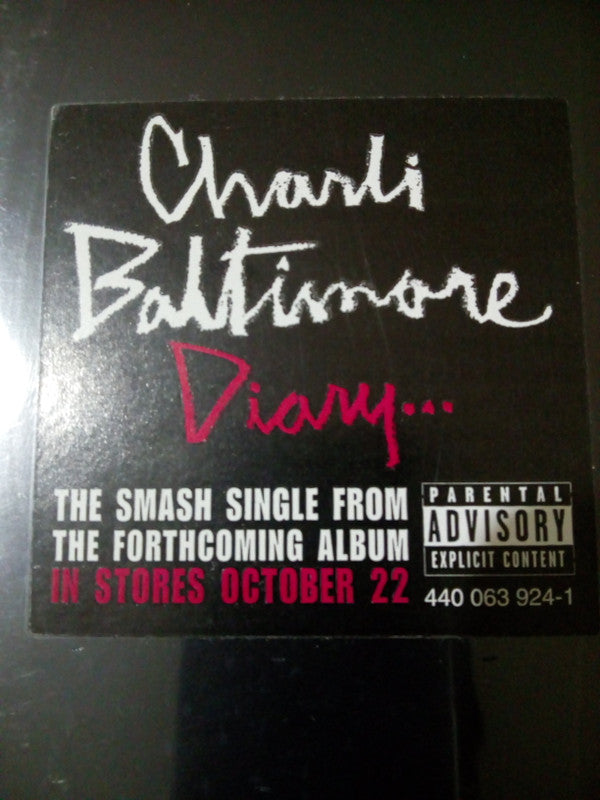 Charli
Baltimore
Diary...
THE SMASH SINGLE FROM
THE FORTHCOMING ALBUM
IN STORES OCTOBER 22
PARENTAL
ADVISORY
EXPLICIT CONTENT
440 063 924-1